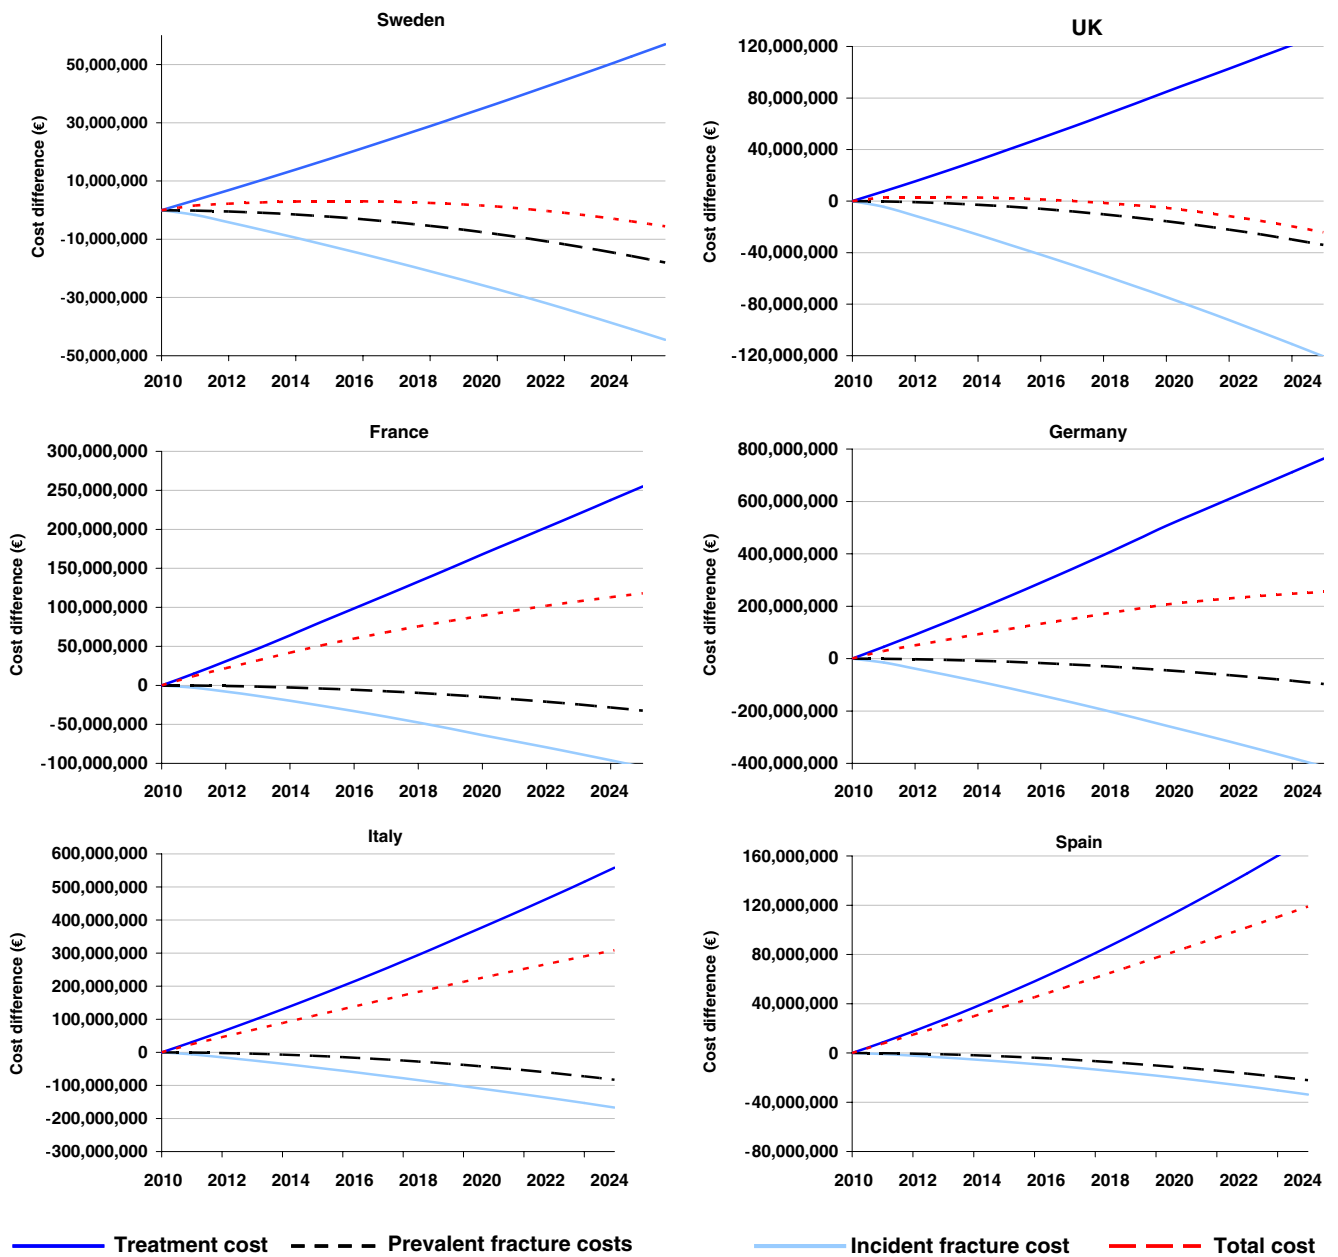 Sweden
Cost difference (€)
50,000,000
30,000,000
10,000,000
-10,000,000
-30,000,000
-50,000,000
2010 2012 2014 2016 2018 2020 2022 2024
UK
Cost difference (€)
120,000,000
80,000,000
40,000,000
0
-40,000,000
-80,000,000
-120,000,000
2010 2012 2014 2016 2018 2020 2022 2024
France
Cost difference (€)
300,000,000
250,000,000
200,000,000
150,000,000
100,000,000
50,000,000
0
-50,000,000
-100,000,000
2010 2012 2014 2016 2018 2020 2022 2024
Germany
Cost difference (€)
800,000,000
600,000,000
400,000,000
200,000,000
0
-200,000,000
-400,000,000
2010 2012 2014 2016 2018 2020 2022 2024
Italy
Cost difference (€)
600,000,000
500,000,000
400,000,000
300,000,000
200,000,000
100,000,000
0
-100,000,000
-200,000,000
-300,000,000
2010 2012 2014 2016 2018 2020 2022 2024
Spain
Cost difference (€)
160,000,000
120,000,000
80,000,000
40,000,000
0
-40,000,000
-80,000,000
2010 2012 2014 2016 2018 2020 2022 2024
Treatment cost Prevalent fracture costs Incident fracture cost Total cost